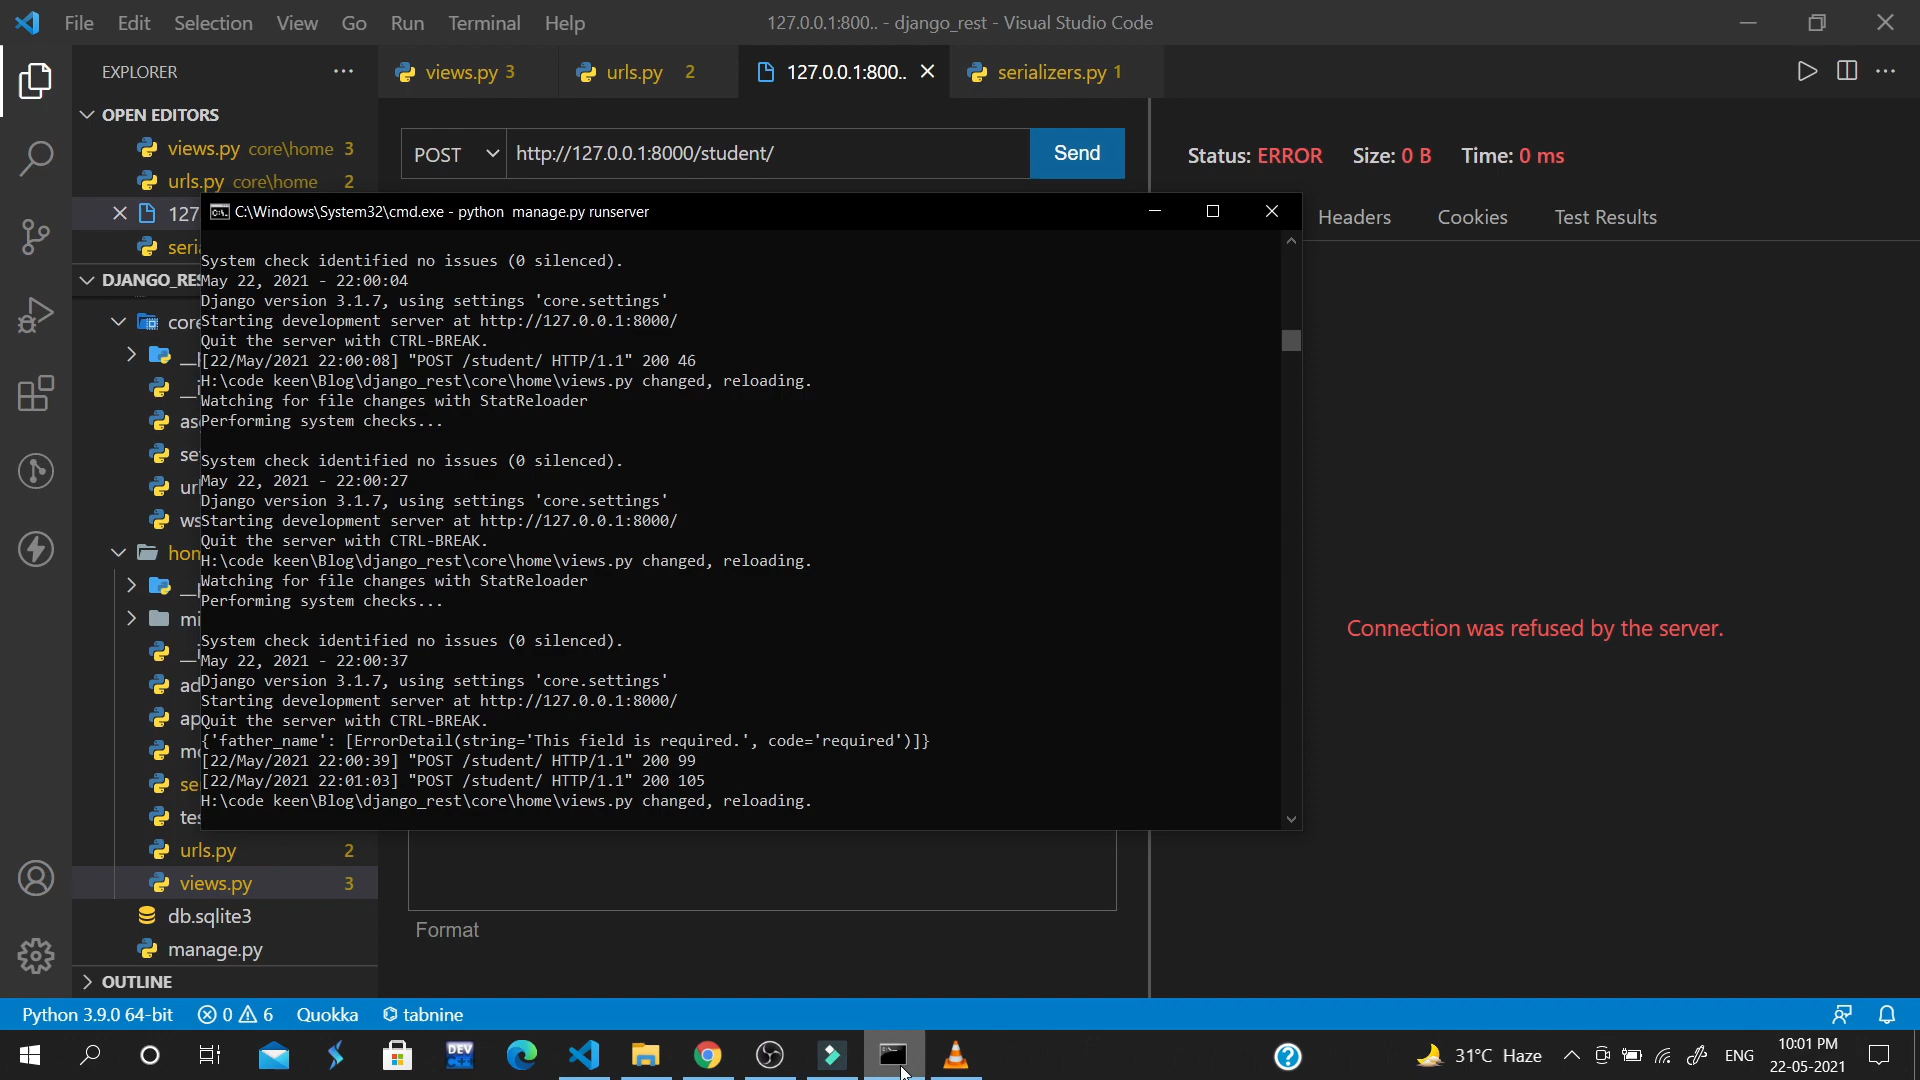 File Edit Selection View Go Run Terminal Help
127.0.0.1:800.. - django_rest - Visual Studio Code
EXPLORER
views.py 3
urls.py 2
127.0.0.1:800..
serializers.py 1
OPEN EDITORS
views.py core\home 3
urls.py core\home 2
127
seria
DJANGO_RES
core
as
se
url
ws
hom
mi
ad
ap
mo
se
tes
urls.py 2
views.py 3
db.sqlite3
manage.py
OUTLINE
POST
http://127.0.0.1:8000/student/
Send
Status: ERROR Size: 0 B Time: 0 ms
Headers Cookies Test Results
Connection was refused by the server.
C:\Windows\System32\cmd.exe - python manage.py runserver
System check identified no issues (0 silenced).
May 22, 2021 - 22:00:04
Django version 3.1.7, using settings 'core.settings'
Starting development server at http://127.0.0.1:8000/
Quit the server with CTRL-BREAK.
[22/May/2021 22:00:08] "POST /student/ HTTP/1.1" 200 46
H:\code keen\Blog\django_rest\core\home\views.py changed, reloading.
Watching for file changes with StatReloader
Performing system checks...
System check identified no issues (0 silenced).
May 22, 2021 - 22:00:27
Django version 3.1.7, using settings 'core.settings'
Starting development server at http://127.0.0.1:8000/
Quit the server with CTRL-BREAK.
H:\code keen\Blog\django_rest\core\home\views.py changed, reloading.
Watching for file changes with StatReloader
Performing system checks...
System check identified no issues (0 silenced).
May 22, 2021 - 22:00:37
Django version 3.1.7, using settings 'core.settings'
Starting development server at http://127.0.0.1:8000/
Quit the server with CTRL-BREAK.
{'father_name': [ErrorDetail(string='This field is required.', code='required')]}
[22/May/2021 22:00:39] "POST /student/ HTTP/1.1" 200 99
[22/May/2021 22:01:03] "POST /student/ HTTP/1.1" 200 105
H:\code keen\Blog\django_rest\core\home\views.py changed, reloading.
Format
Python 3.9.0 64-bit 0 6 Quokka tabnine
DEV C++
31°C Haze
ENG
10:01 PM
22-05-2021